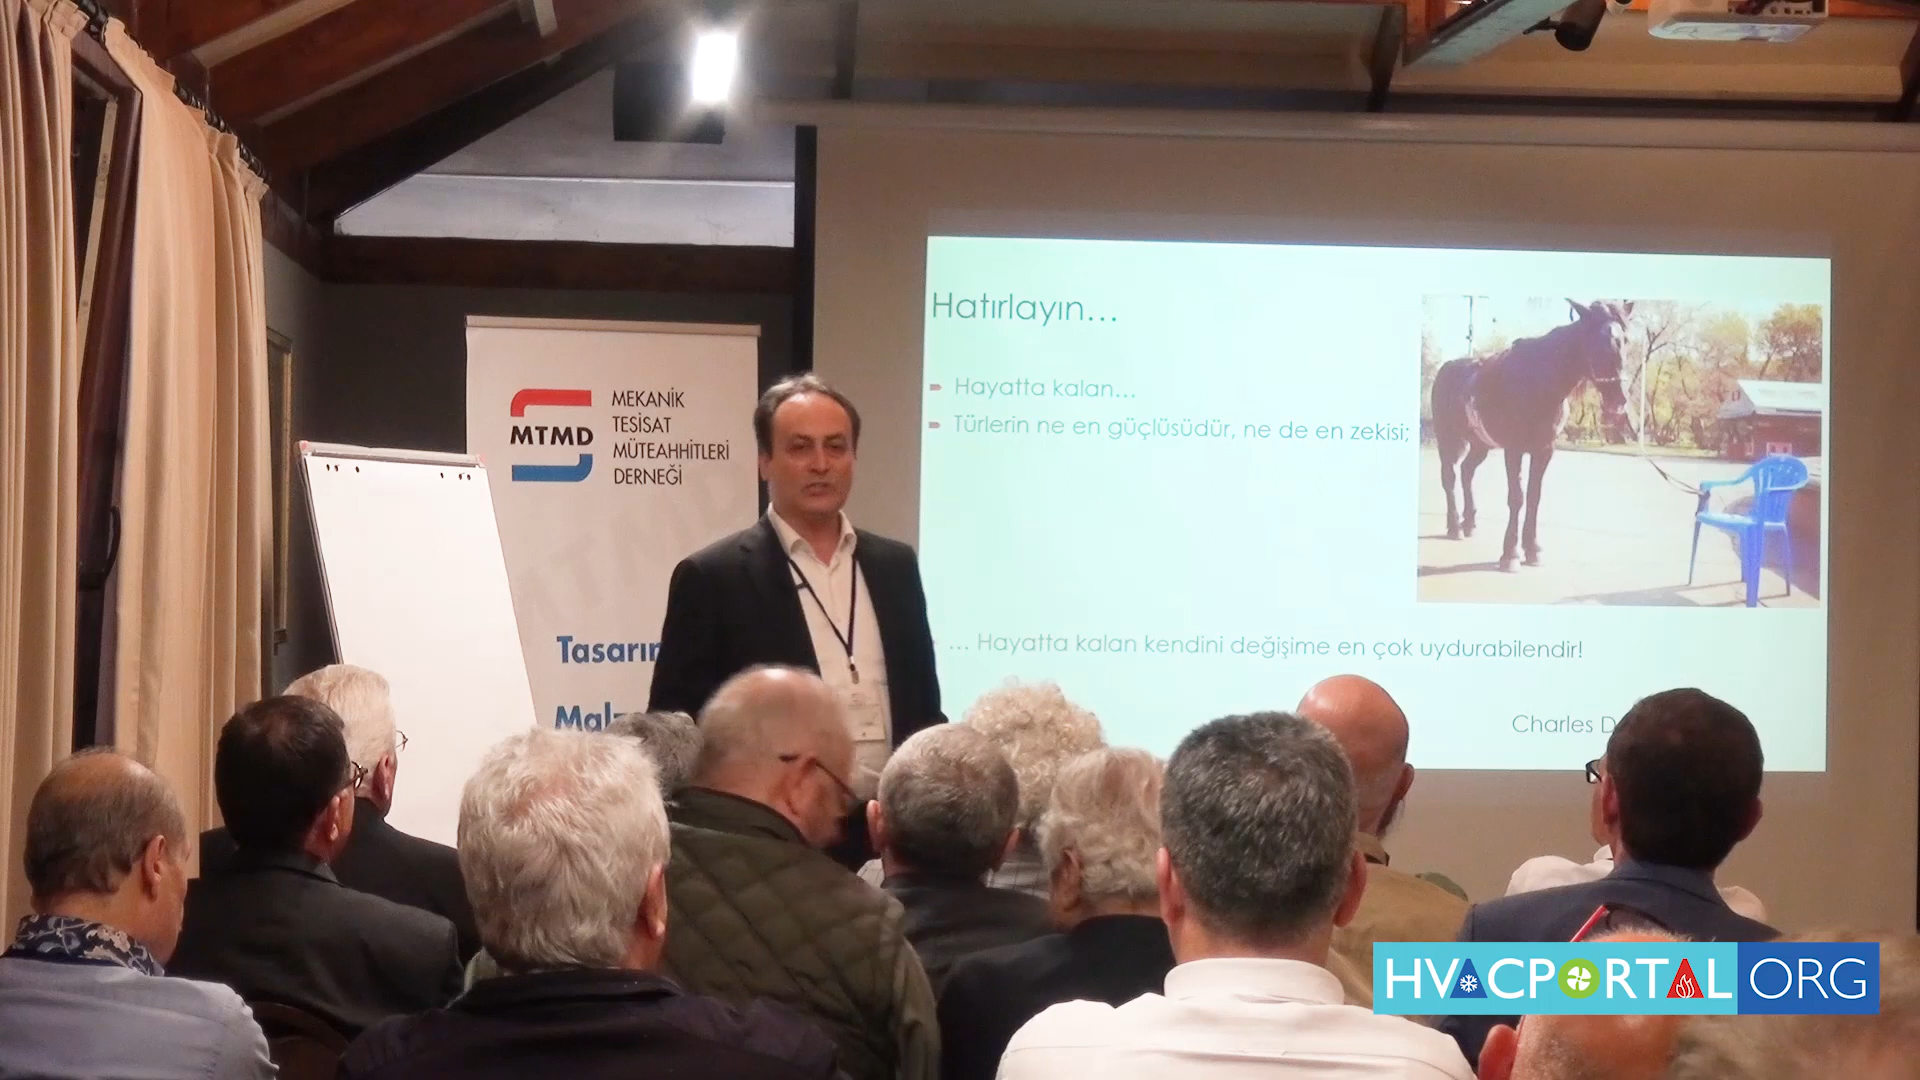 Hatırlayın...
Hayatta kalan...
Türlerin ne en güçlüsüdür, ne de en zekisi;
... Hayatta kalan kendini değişime en çok uydurabilendir!
Charles
MTMD
MEKANİK
TESİSAT
MÜTEAHHİTLERİ
DERNEĞİ
HVACPORTAL ORG